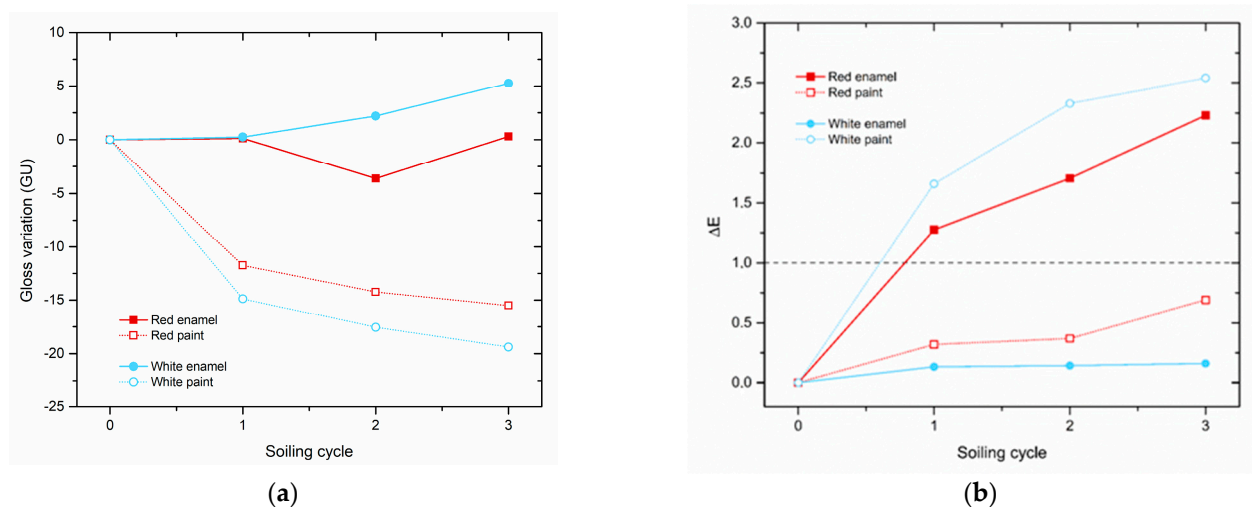 10
5
0
-5
-10
-15
-20
-25
Gloss variation (GU)
Red enamel
Red paint
White enamel
White paint
0 1 2 3
Soiling cycle
(a)
3.0
2.5
2.0
1.5
1.0
0.5
0.0
ΔE
Red enamel
Red paint
White enamel
White paint
0 1 2 3
Soiling cycle
(b)